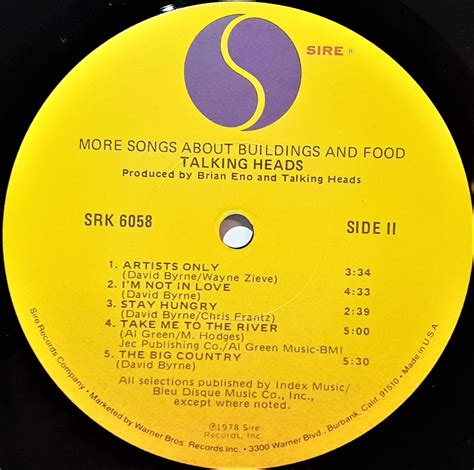 SIRE ®
MORE SONGS ABOUT BUILDINGS AND FOOD
TALKING HEADS
Produced by Brian Eno and Talking Heads
SRK 6058
SIDE II
1. ARTISTS ONLY 3:34
(David Byrne/Wayne Zieve)
2. I'M NOT IN LOVE 4:33
(David Byrne)
3. STAY HUNGRY 2:39
(David Byrne/Chris Frantz)
4. TAKE ME TO THE RIVER 5:00
(Al Green/M. Hodges)
Jec Publishing Co./Al Green Music-BMI
5. THE BIG COUNTRY 5:30
(David Byrne)
All selections published by Index Music/
Bleu Disque Music Co., Inc.,
except where noted.
℗1978 Sire
Records, Inc.
Sire Records Company • Marketed by Warner Bros. Records Inc. • 3300 Warner Blvd., Burbank, Calif. 91510 • Made in U.S.A.